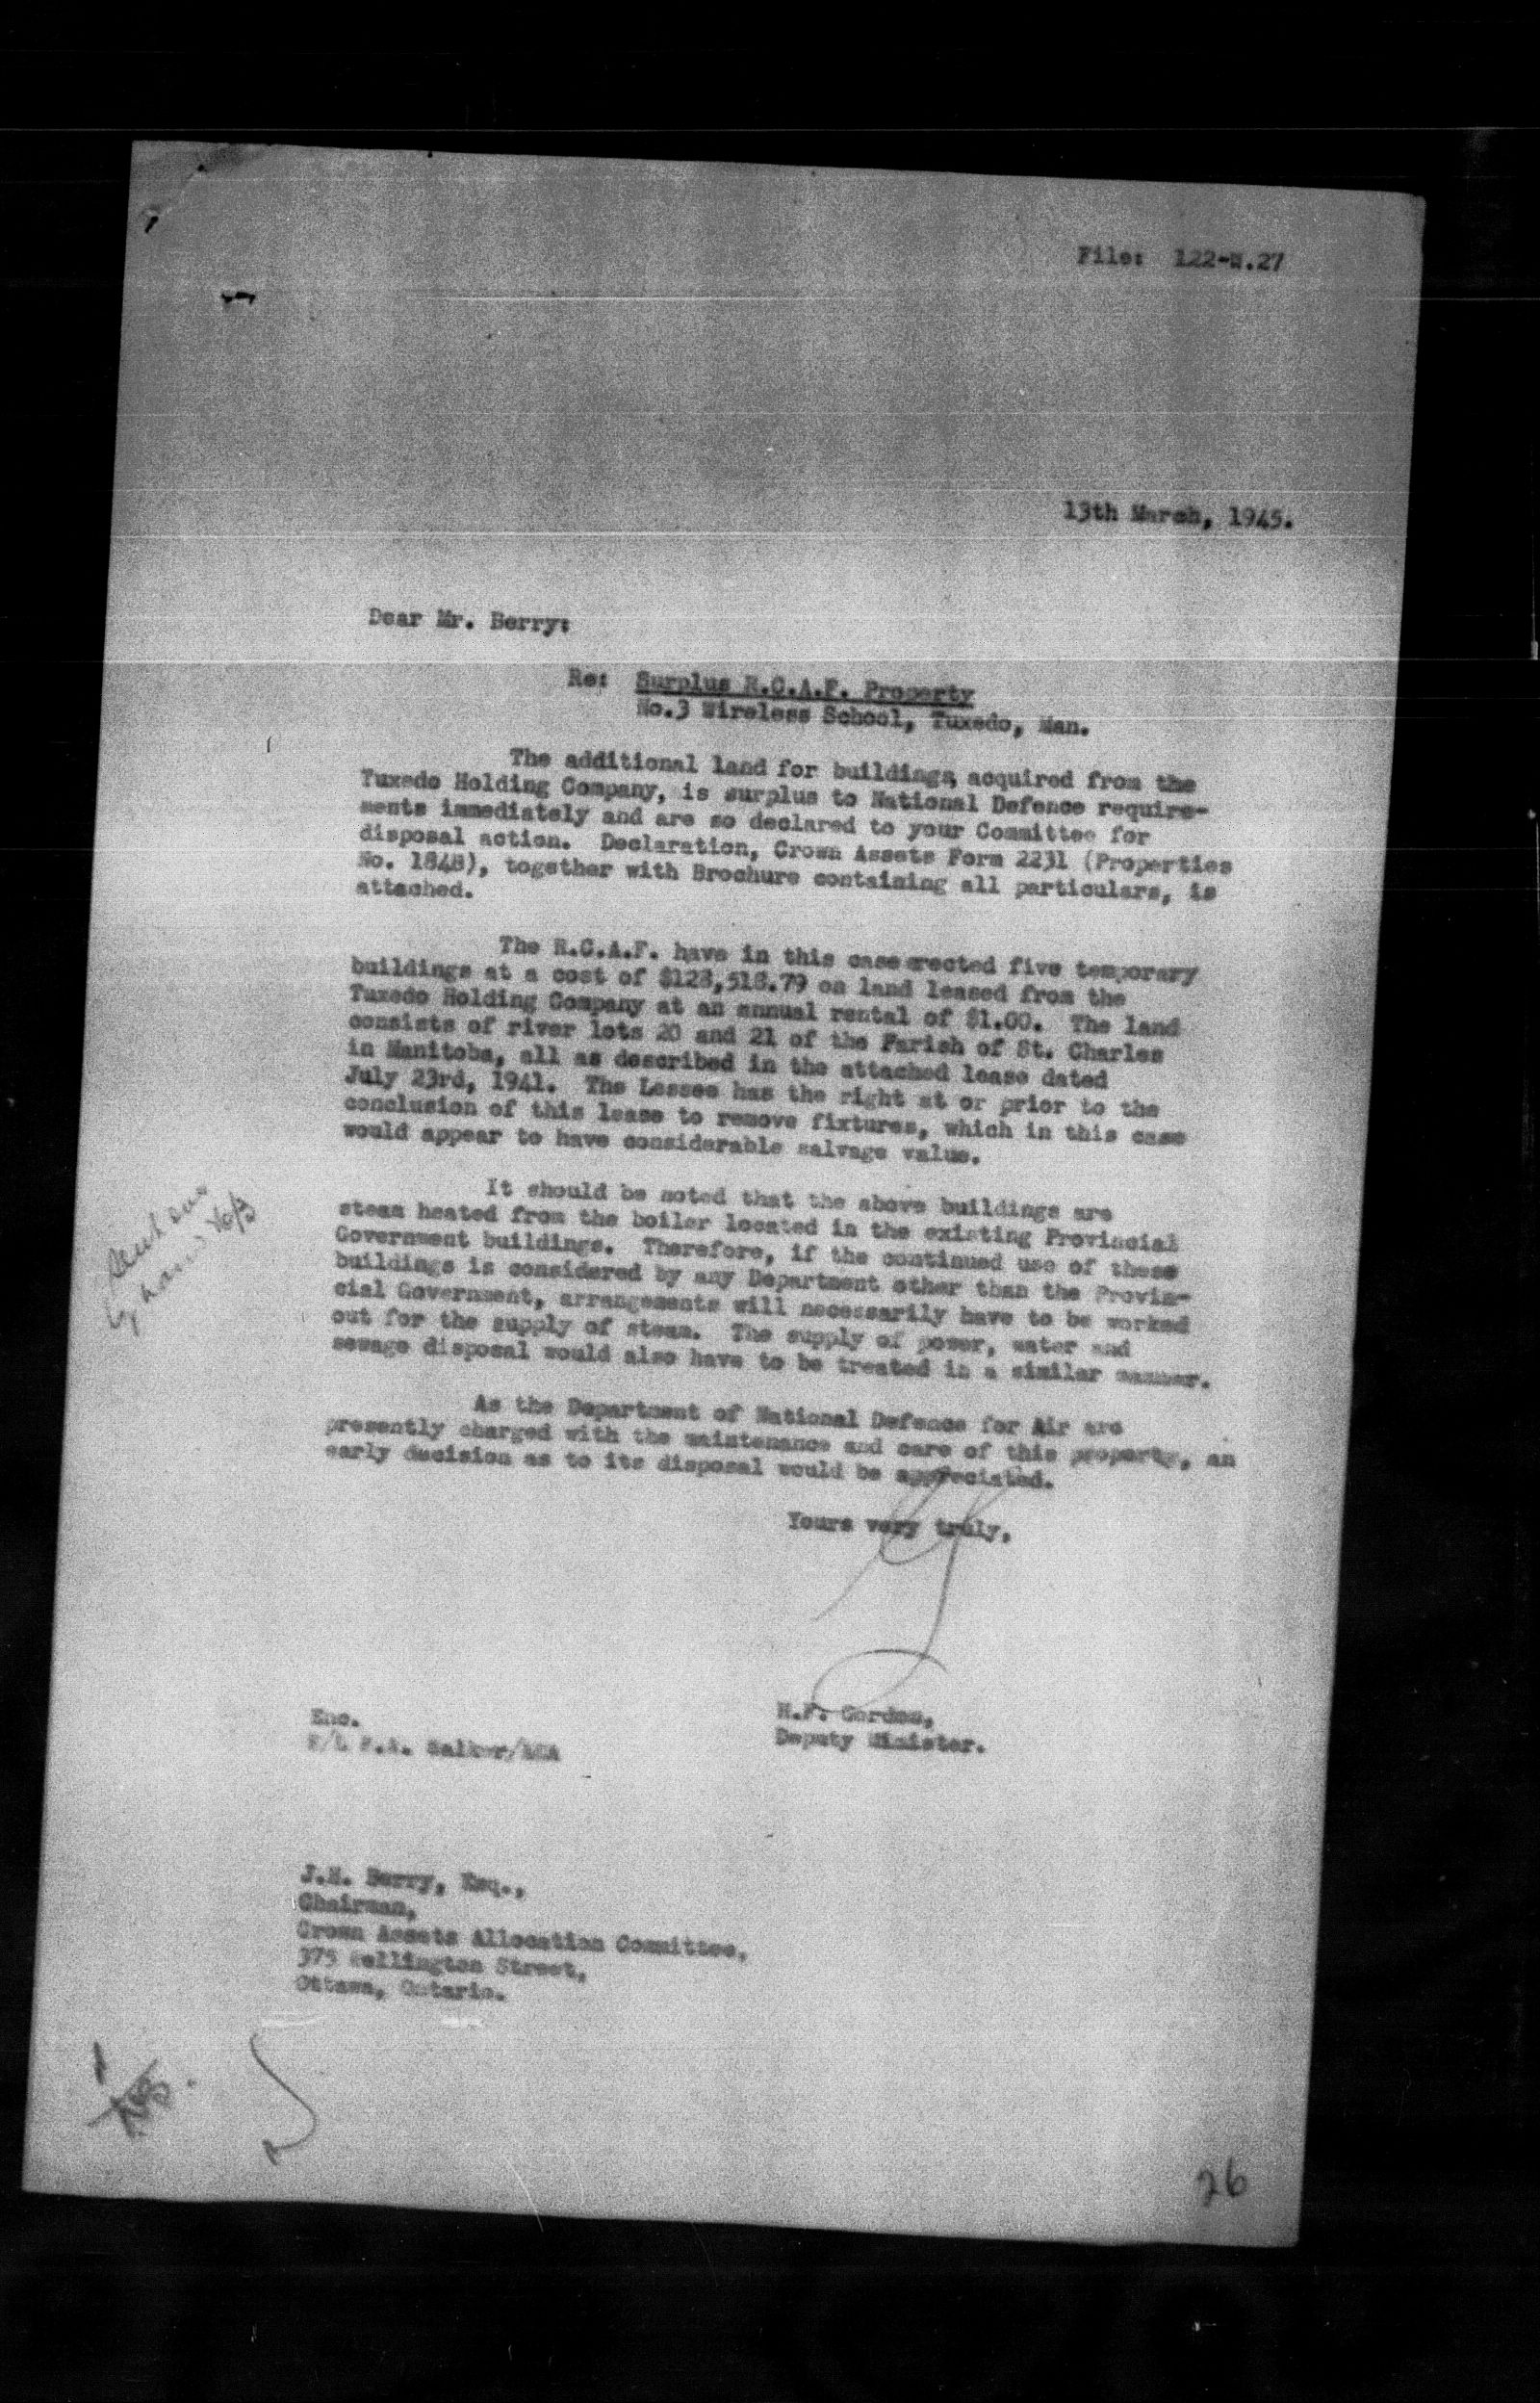 File: 122-W.27
13th March, 1945.
Dear Mr. Berry:
Re: Surplus R.C.A.F. Property
No.3 Wireless School, Tuxedo, Man.
The additional land for buildings, acquired from the
Tuxedo Holding Company, is surplus to National Defence require-
ments immediately and are so declared to your Committee for
disposal action. Declaration, Crown Assets Form 2231 (Properties
No. 1848), together with Brochure containing all particulars, is
attached.
The R.C.A.F. have in this case erected five temporary
buildings at a cost of $128,518.79 on land leased from the
Tuxedo Holding Company at an annual rental of $1.00. The land
consists of river lots 20 and 21 of the Parish of St. Charles
in Manitoba, all as described in the attached lease dated
July 23rd, 1941. The Lessee has the right at or prior to the
conclusion of this lease to remove fixtures, which in this case
would appear to have considerable salvage value.
It should be noted that the above buildings are
steam heated from the boiler located in the existing Provincial
Government buildings. Therefore, if the continued use of these
buildings is considered by any Department other than the Provin-
cial Government, arrangements will necessarily have to be worked
out for the supply of steam. The supply of power, water and
sewage disposal would also have to be treated in a similar manner.
As the Department of National Defence for Air are
presently charged with the maintenance and care of this property, an
early decision as to its disposal would be appreciated.
Yours very truly,
H.F. Gordon,
Deputy Minister.
Enc.
F/L F.A. Walker/
J.H. Berry, Esq.,
Chairman,
Crown Assets Allocation Committee,
375 Wellington Street,
Ottawa, Ontario.
by hand
26